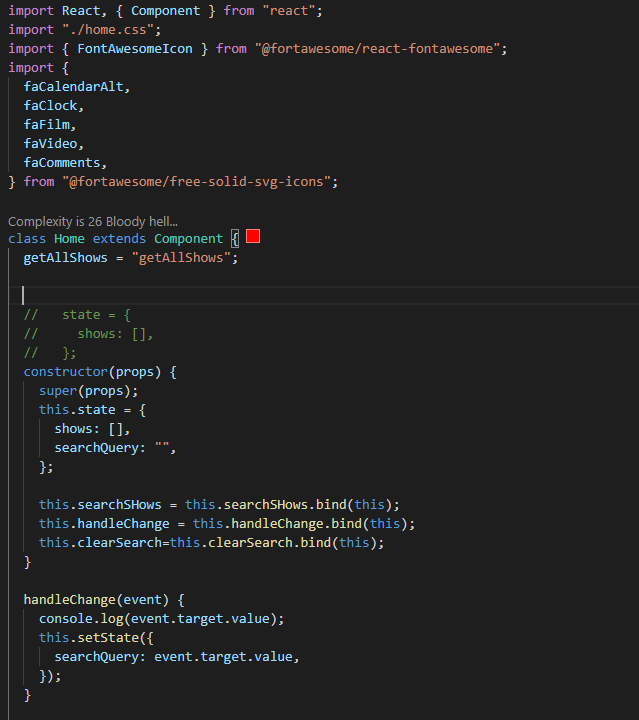 import React, { Component } from "react";
import "./home.css";
import { FontAwesomeIcon } from "@fortawesome/react-fontawesome";
import {
  faCalendarAlt,
  faClock,
  faFilm,
  faVideo,
  faComments,
} from "@fortawesome/free-solid-svg-icons";
Complexity is 26 Bloody hell...
class Home extends Component {
  getAllShows = "getAllShows";
  //   state = {
  //     shows: [],
  //   };
  constructor(props) {
    super(props);
    this.state = {
      shows: [],
      searchQuery: "",
    };
    this.searchSHows = this.searchSHows.bind(this);
    this.handleChange = this.handleChange.bind(this);
    this.clearSearch=this.clearSearch.bind(this);
  }
  handleChange(event) {
    console.log(event.target.value);
    this.setState({
      searchQuery: event.target.value,
    });
  }